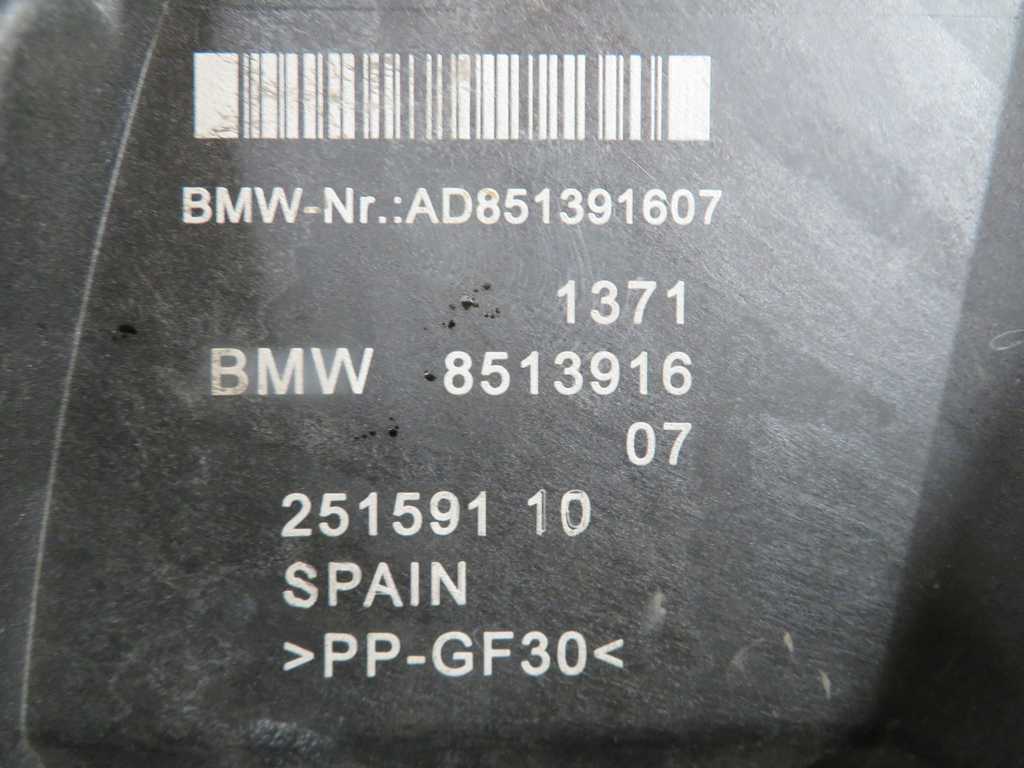 BMW-Nr.:AD851391607
1371
BMW 8513916
07
251591 10
SPAIN
>PP-GF30<